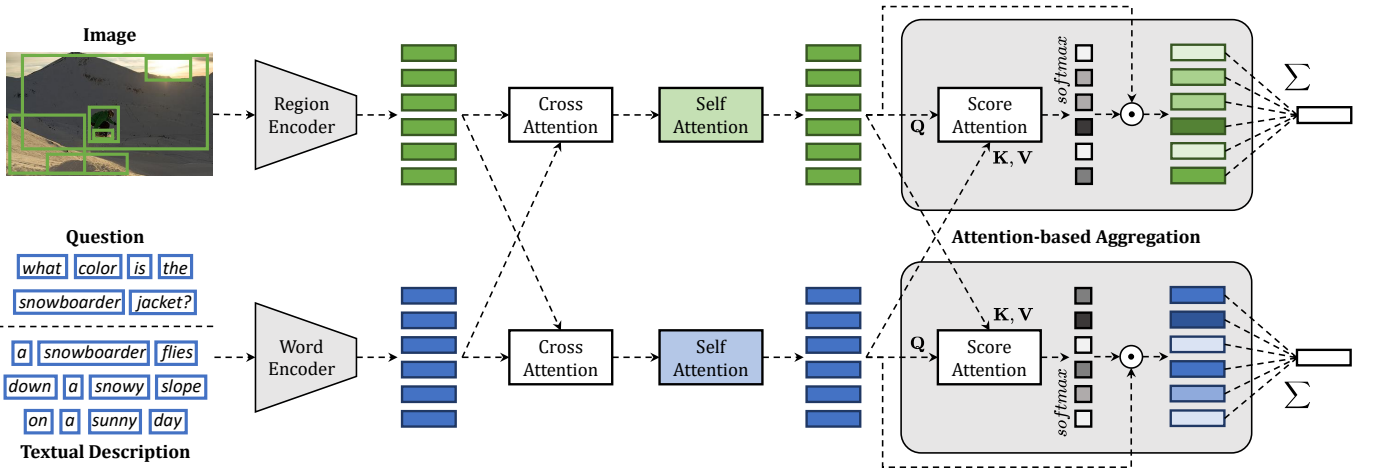 Image
Region
Encoder
Cross
Attention
Self
Attention
Q
Score
Attention
K, V
softmax
∑
Question
what color is the
snowboarder jacket?
a snowboarder flies
down a snowy slope
on a sunny day
Textual Description
Word
Encoder
Cross
Attention
Self
Attention
Attention-based Aggregation
Q
K, V
Score
Attention
softmax
∑